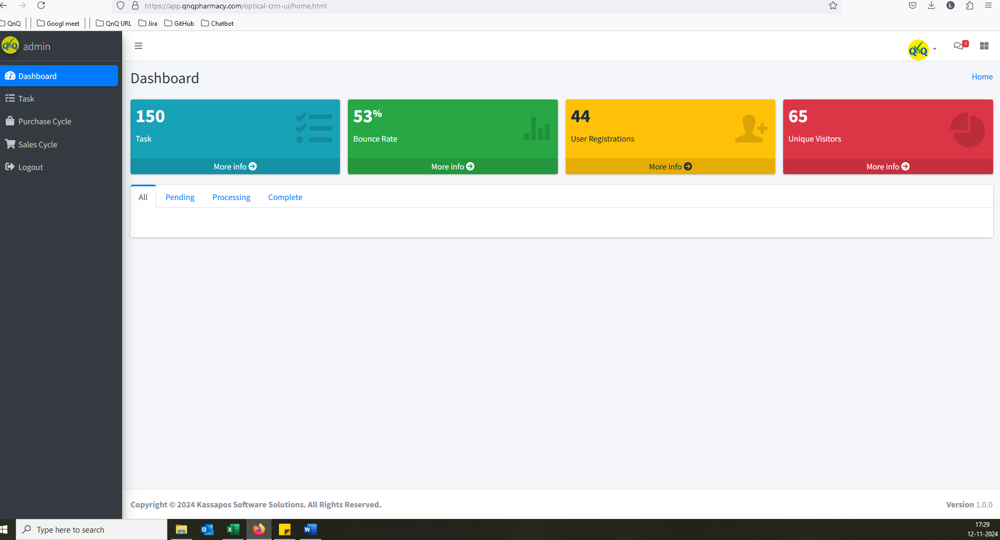 https://app.qnqpharmacy.com/optical-crm-ui/home.html
L
QnQ
Googl meet
QnQ URL
Jira
GitHub
Chatbot
QnQ
admin
QnQ
3
Dashboard
Task
Purchase Cycle
Sales Cycle
Logout
Dashboard
Home
150
Task
More info
53%
Bounce Rate
More info
44
User Registrations
More info
65
Unique Visitors
More info
All
Pending
Processing
Complete
Copyright © 2024 Kassapos Software Solutions. All Rights Reserved.
Version 1.0.0
Type here to search
17:29
12-11-2024